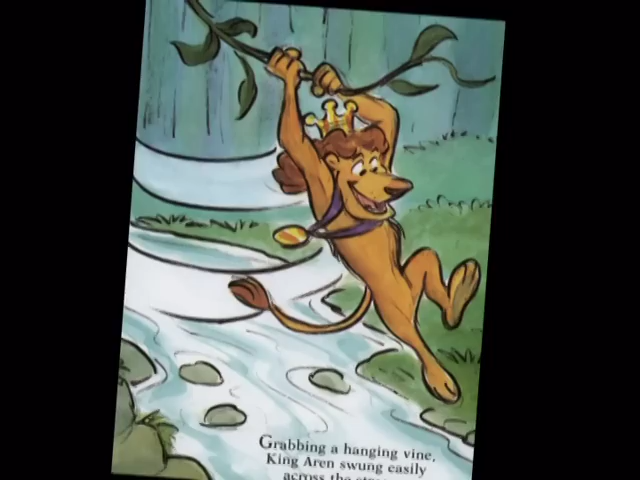 Grabbing a hanging vine,
King Aren swung easily
across the